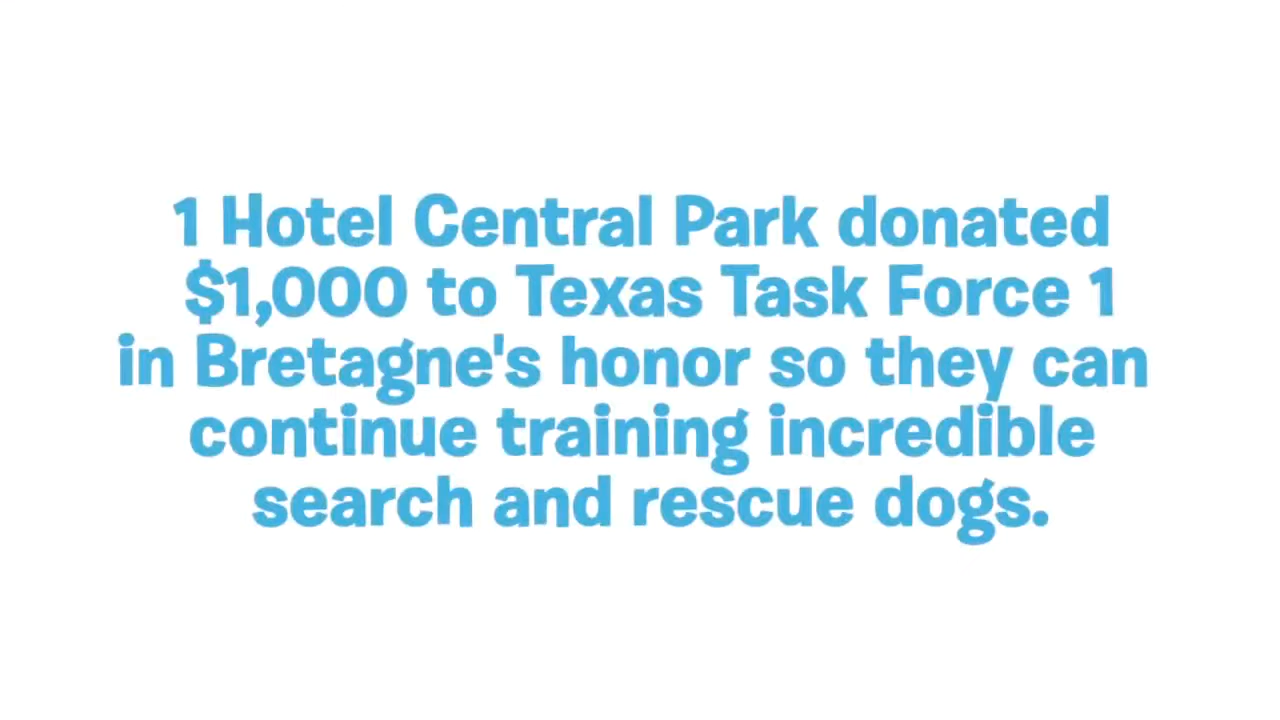 1 Hotel Central Park donated
$1,000 to Texas Task Force 1
in Bretagne's honor so they can
continue training incredible
search and rescue dogs.